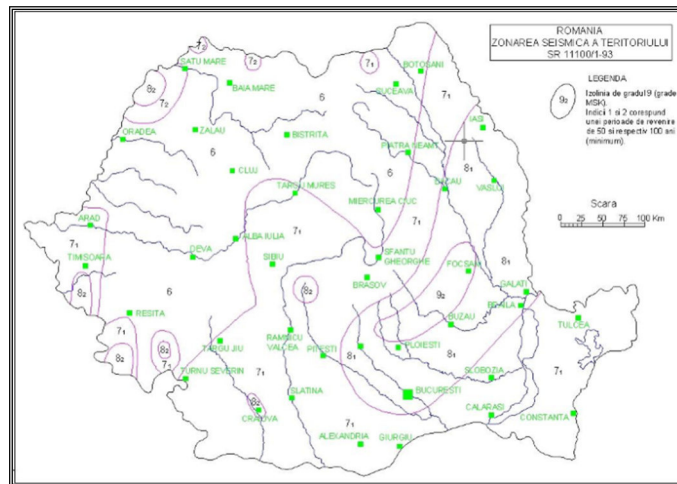 ROMANIA
ZONAREA SEISMICA A TERITORIULUI
SR 11100/1-93
LEGENDA
9₂
Izolinia de gradul 9 (grade
MSK).
Indicii 1 si 2 corespund
unei perioade de revenire
de 50 si respectiv 100 ani
(minimum).
Scara
0 25 50 100 Km
7₂
7₂
7₁
SATU MARE
BOTOSANI
8₂
BAIA MARE
6
SUCEAVA
7₁
7₂
IASI
ORADEA
ZALAU
BISTRITA
PIATRA NEAMT
6
CLUJ
6
8₁
BACAU
VASLUI
TARGU MURES
MIERCUREA CIUC
ARAD
7₁
7₁
ALBA IULIA
7₁
TIMISOARA
DEVA
SIBIU
SFANTU
GHEORGHE
FOCSANI
8₁
8₂
6
8₂
BRASOV
9₂
GALATI
BRAILA
RESITA
BUZAU
TULCEA
7₁
8₂
8₂
7₁
TARGU JIU
RAMNICU
VALCEA
PITESTI
8₁
PLOIESTI
8₁
7₁
TURNU SEVERIN
7₁
SLOBOZIA
SLATINA
BUCURESTI
8₂
CRAIOVA
7₁
CALARASI
CONSTANTA
ALEXANDRIA
GIURGIU